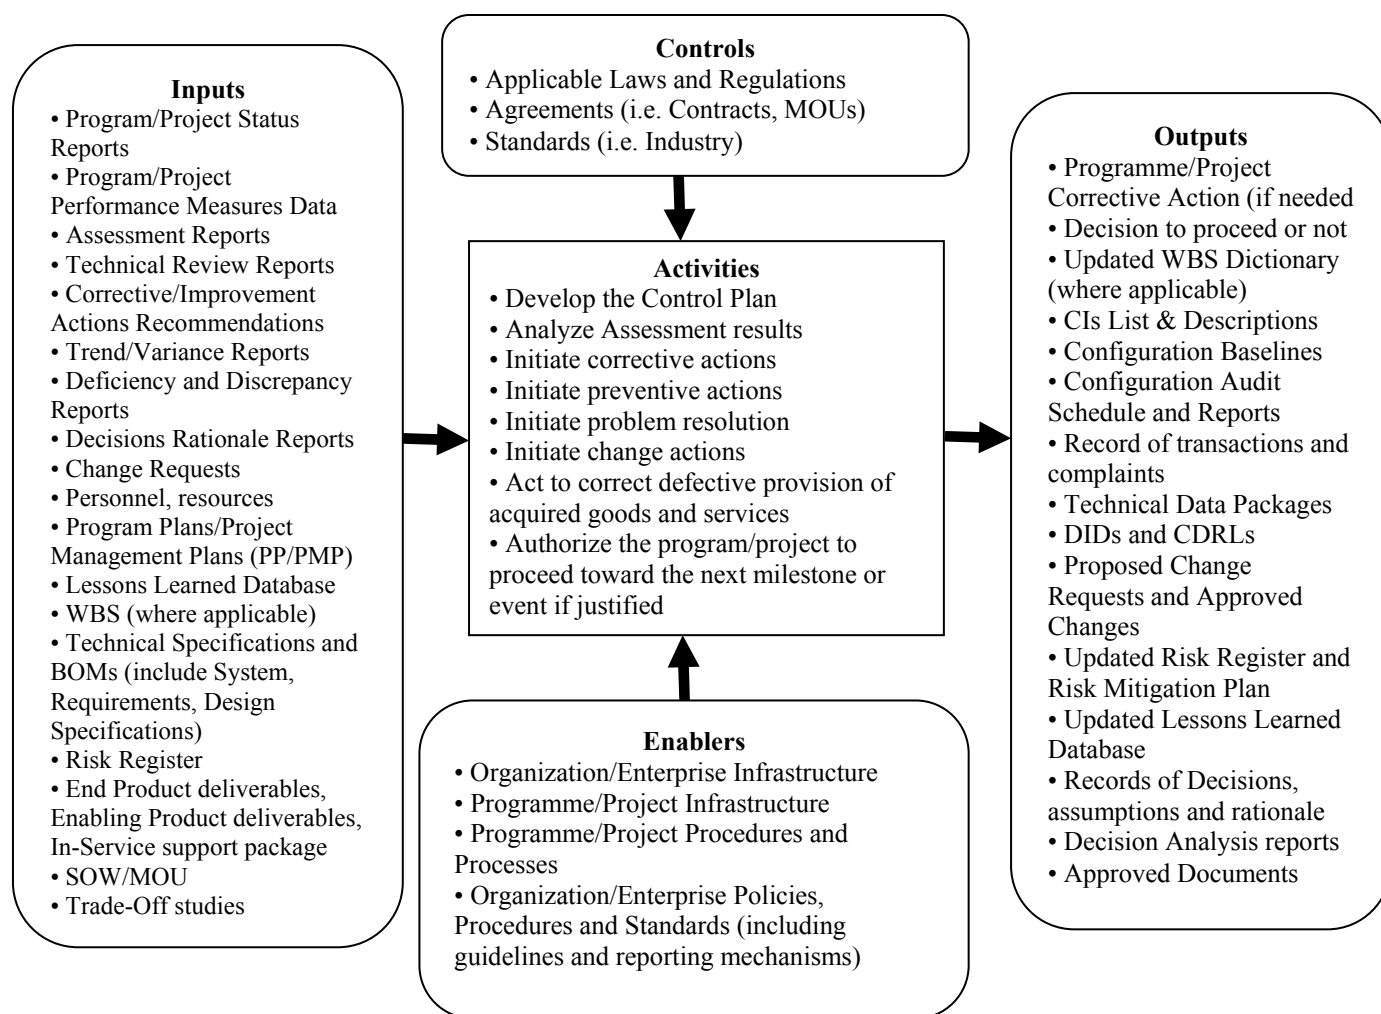 Inputs
• Program/Project Status
Reports
• Program/Project
Performance Measures Data
• Assessment Reports
• Technical Review Reports
• Corrective/Improvement
Actions Recommendations
• Trend/Variance Reports
• Deficiency and Discrepancy
Reports
• Decisions Rationale Reports
• Change Requests
• Personnel, resources
• Program Plans/Project
Management Plans (PP/PMP)
• Lessons Learned Database
• WBS (where applicable)
• Technical Specifications and
BOMs (include System,
Requirements, Design
Specifications)
• Risk Register
• End Product deliverables,
Enabling Product deliverables,
In-Service support package
• SOW/MOU
• Trade-Off studies
Controls
• Applicable Laws and Regulations
• Agreements (i.e. Contracts, MOUs)
• Standards (i.e. Industry)
Activities
• Develop the Control Plan
• Analyze Assessment results
• Initiate corrective actions
• Initiate preventive actions
• Initiate problem resolution
• Initiate change actions
• Act to correct defective provision of
acquired goods and services
• Authorize the program/project to
proceed toward the next milestone or
event if justified
Enablers
• Organization/Enterprise Infrastructure
• Programme/Project Infrastructure
• Programme/Project Procedures and
Processes
• Organization/Enterprise Policies,
Procedures and Standards (including
guidelines and reporting mechanisms)
Outputs
• Programme/Project
Corrective Action (if needed
• Decision to proceed or not
• Updated WBS Dictionary
(where applicable)
• CIs List & Descriptions
• Configuration Baselines
• Configuration Audit
Schedule and Reports
• Record of transactions and
complaints
• Technical Data Packages
• DIDs and CDRLs
• Proposed Change
Requests and Approved
Changes
• Updated Risk Register and
Risk Mitigation Plan
• Updated Lessons Learned
Database
• Records of Decisions,
assumptions and rationale
• Decision Analysis reports
• Approved Documents